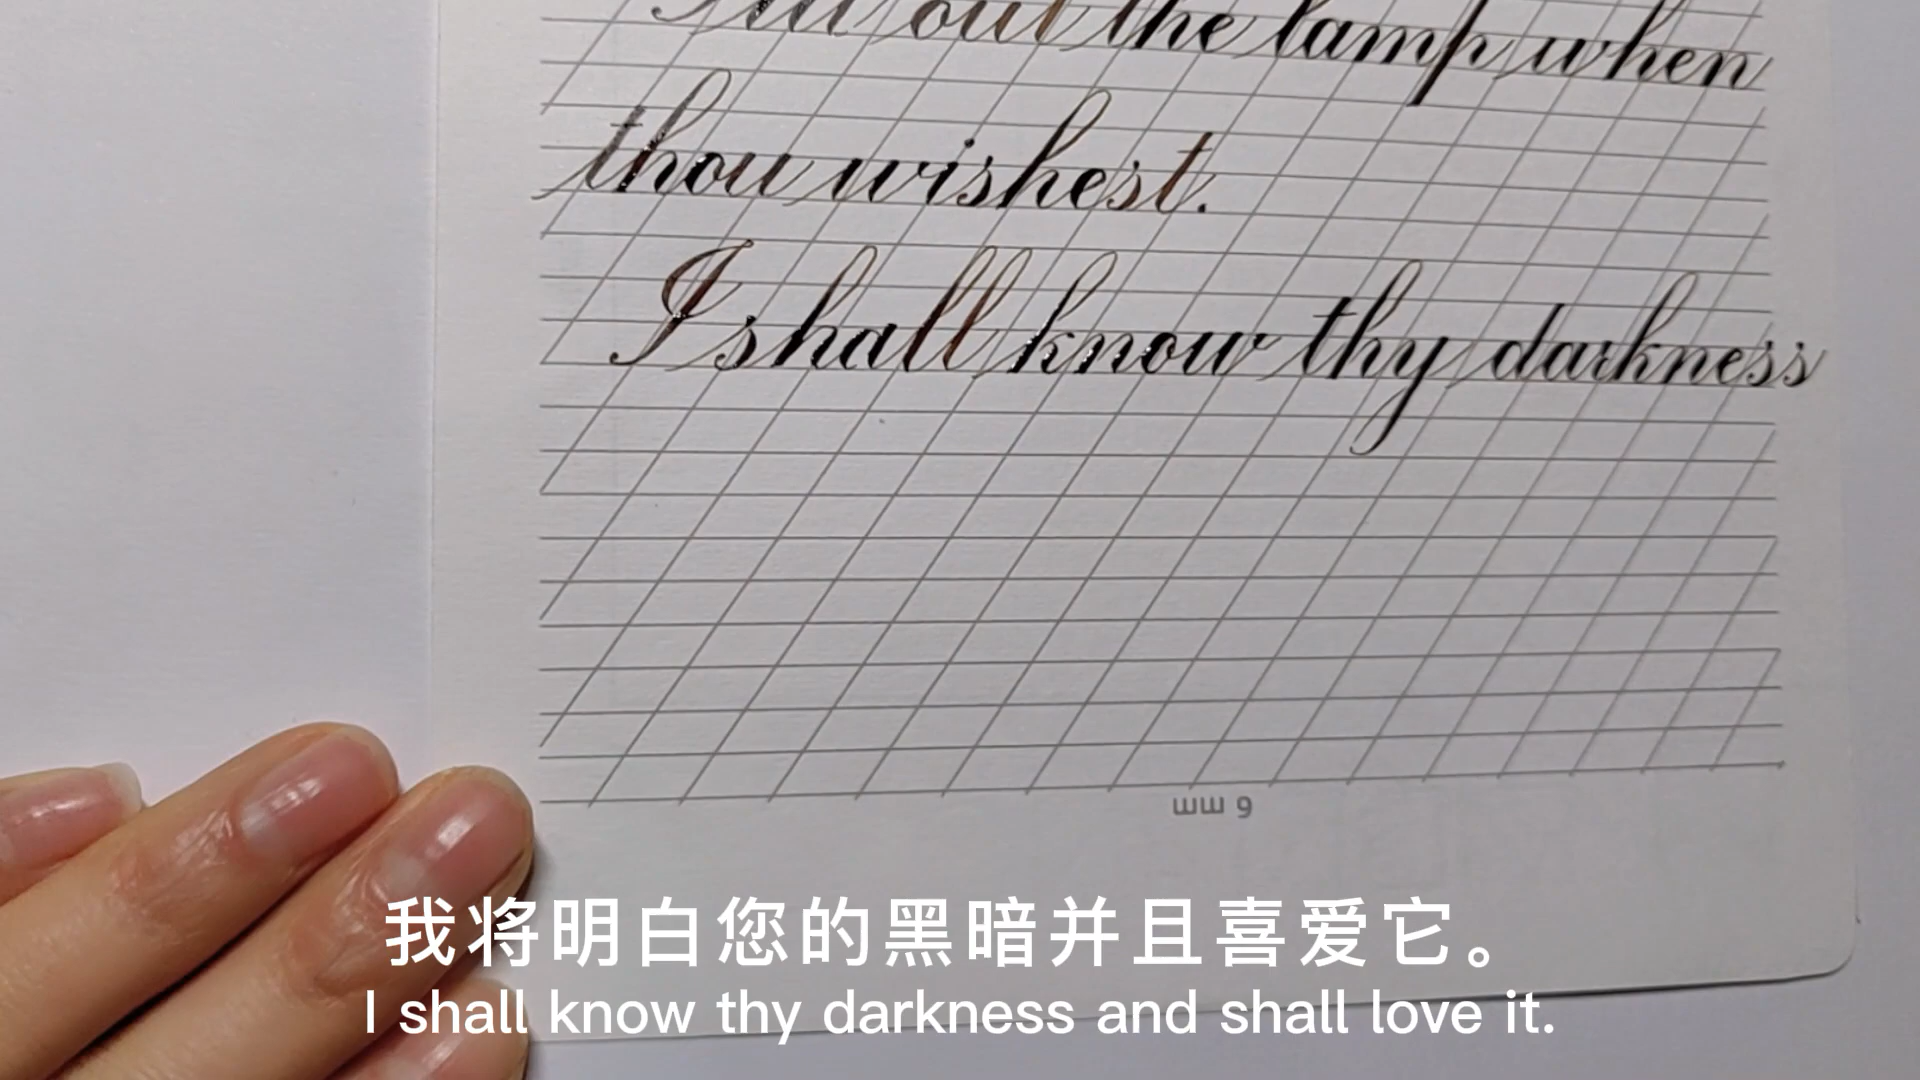 out the lamp when
thou wishest.
I shall know thy darkness
6 mm
我将明白您的黑暗并且喜爱它。
I shall know thy darkness and shall love it.